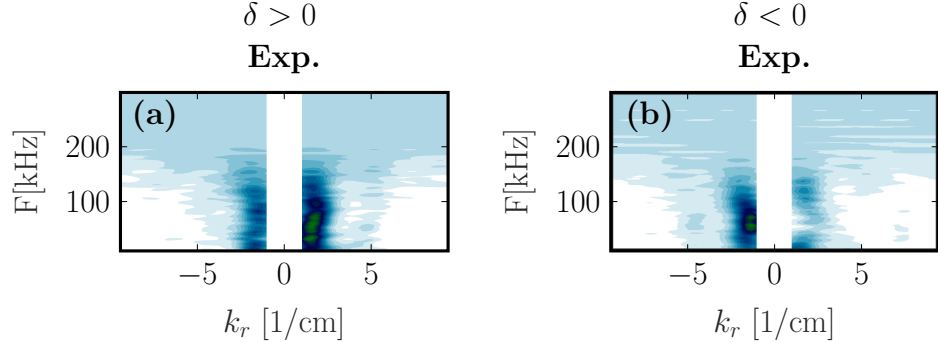 δ > 0
Exp.
(a)
F[kHz]
200
100
−5 0 5
k_r [1/cm]
δ < 0
Exp.
(b)
F[kHz]
200
100
−5 0 5
k_r [1/cm]